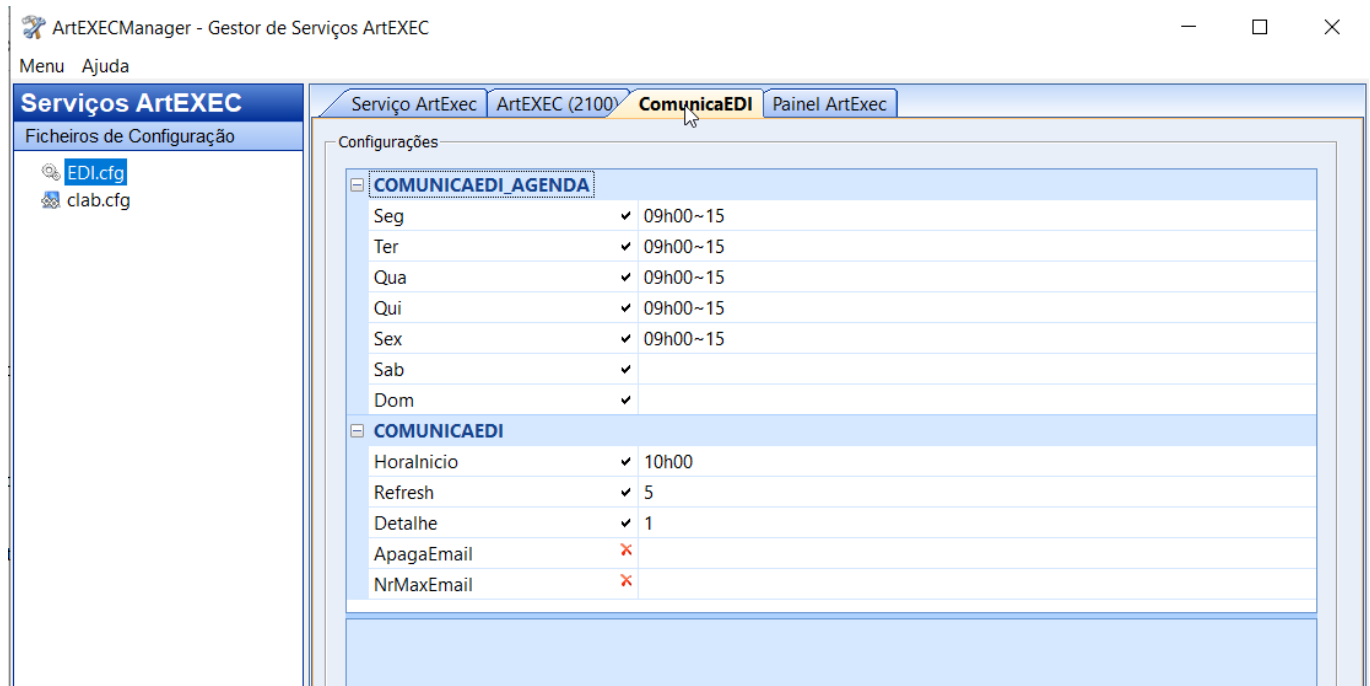 ArtEXECManager - Gestor de Serviços ArtEXEC
Menu Ajuda
Serviços ArtEXEC
Ficheiros de Configuração
EDI.cfg
clab.cfg
Serviço ArtExec ArtEXEC (2100) ComunicaEDI Painel ArtExec
Configurações
COMUNICAEDI_AGENDA
Seg 09h00~15
Ter 09h00~15
Qua 09h00~15
Qui 09h00~15
Sex 09h00~15
Sab
Dom
COMUNICAEDI
HoraInicio 10h00
Refresh 5
Detalhe 1
ApagaEmail
NrMaxEmail